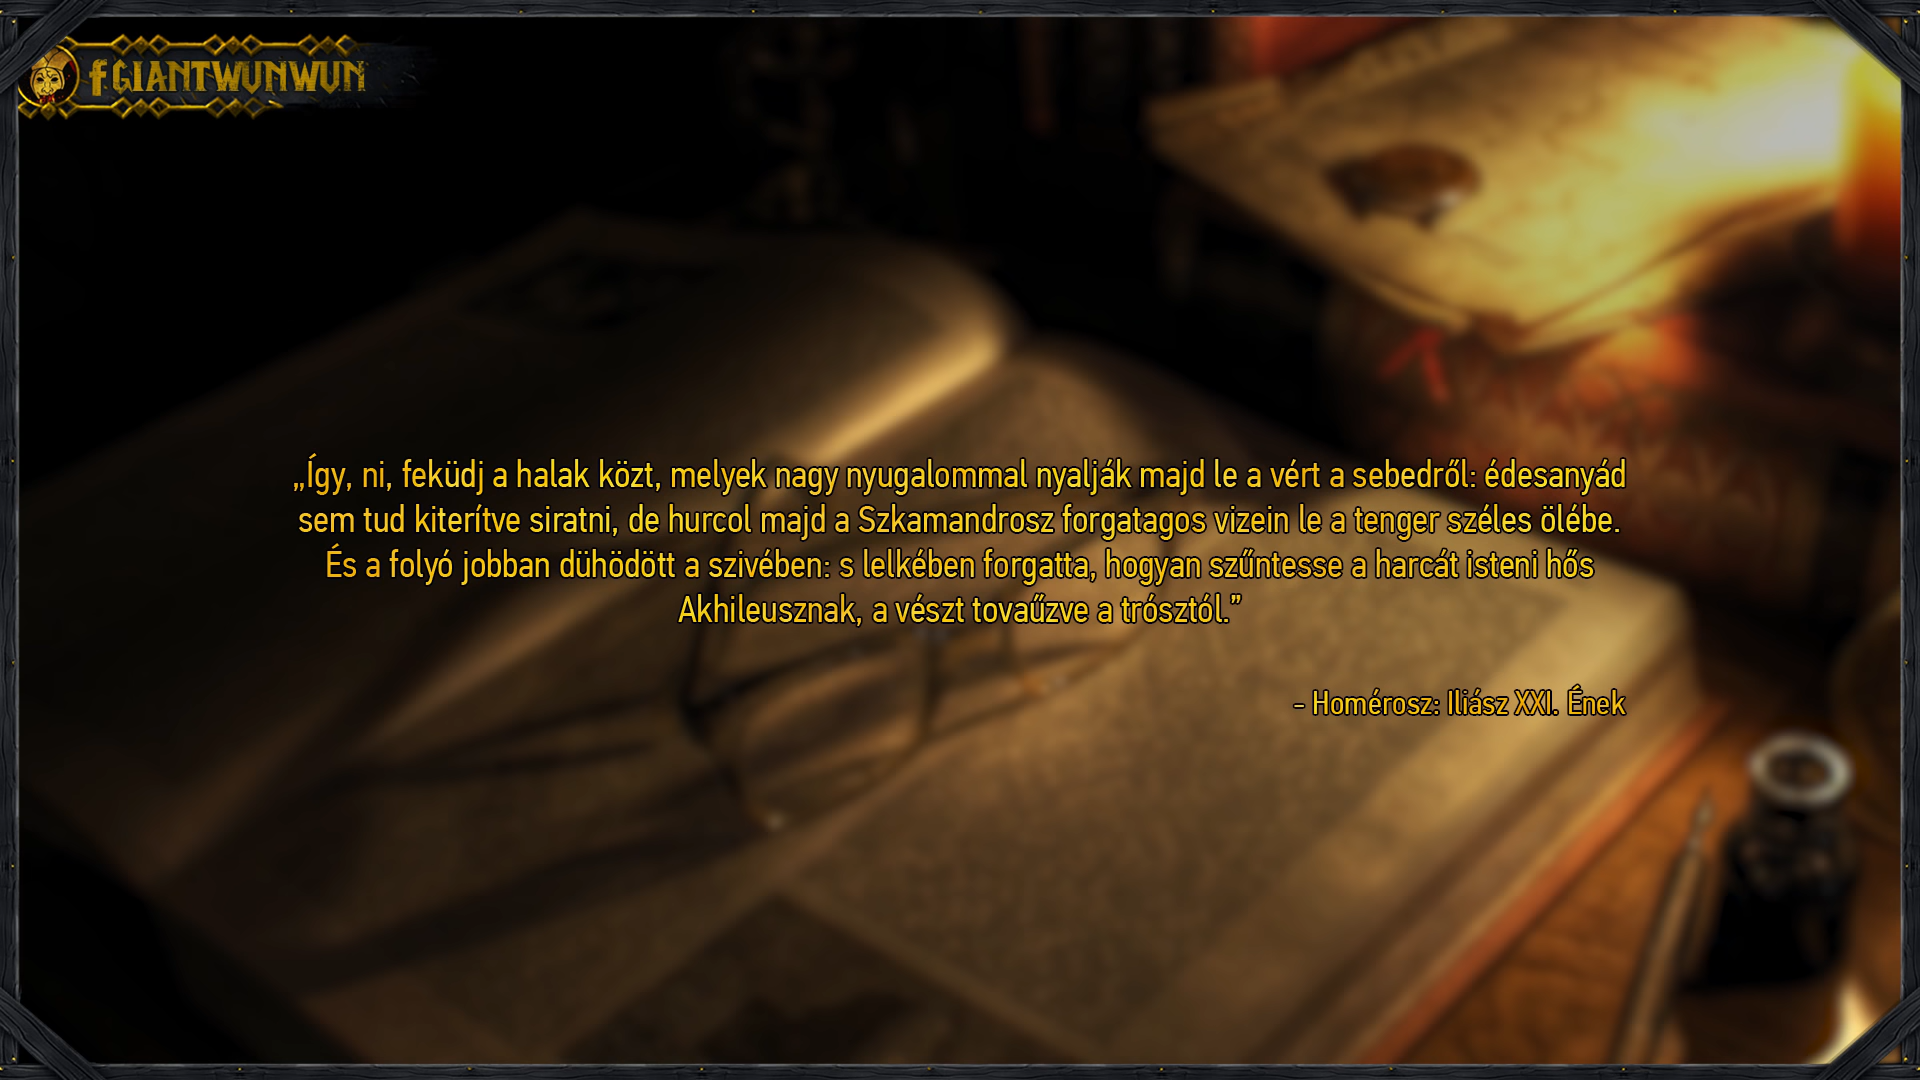 fGIANTWUNWUN
„Így, ni, feküdj a halak közt, melyek nagy nyugalommal nyalják majd le a vért a sebedről: édesanyád
sem tud kiterítve siratni, de hurcol majd a Szkamandrosz forgatagos vizein le a tenger széles ölébe.
És a folyó jobban dühödött a szivében: s lelkében forgatta, hogyan szűntesse a harcát isteni hős
Akhileusznak, a vészt tovaűzve a trósztól.”
- Homérosz: Iliász XXI. Ének